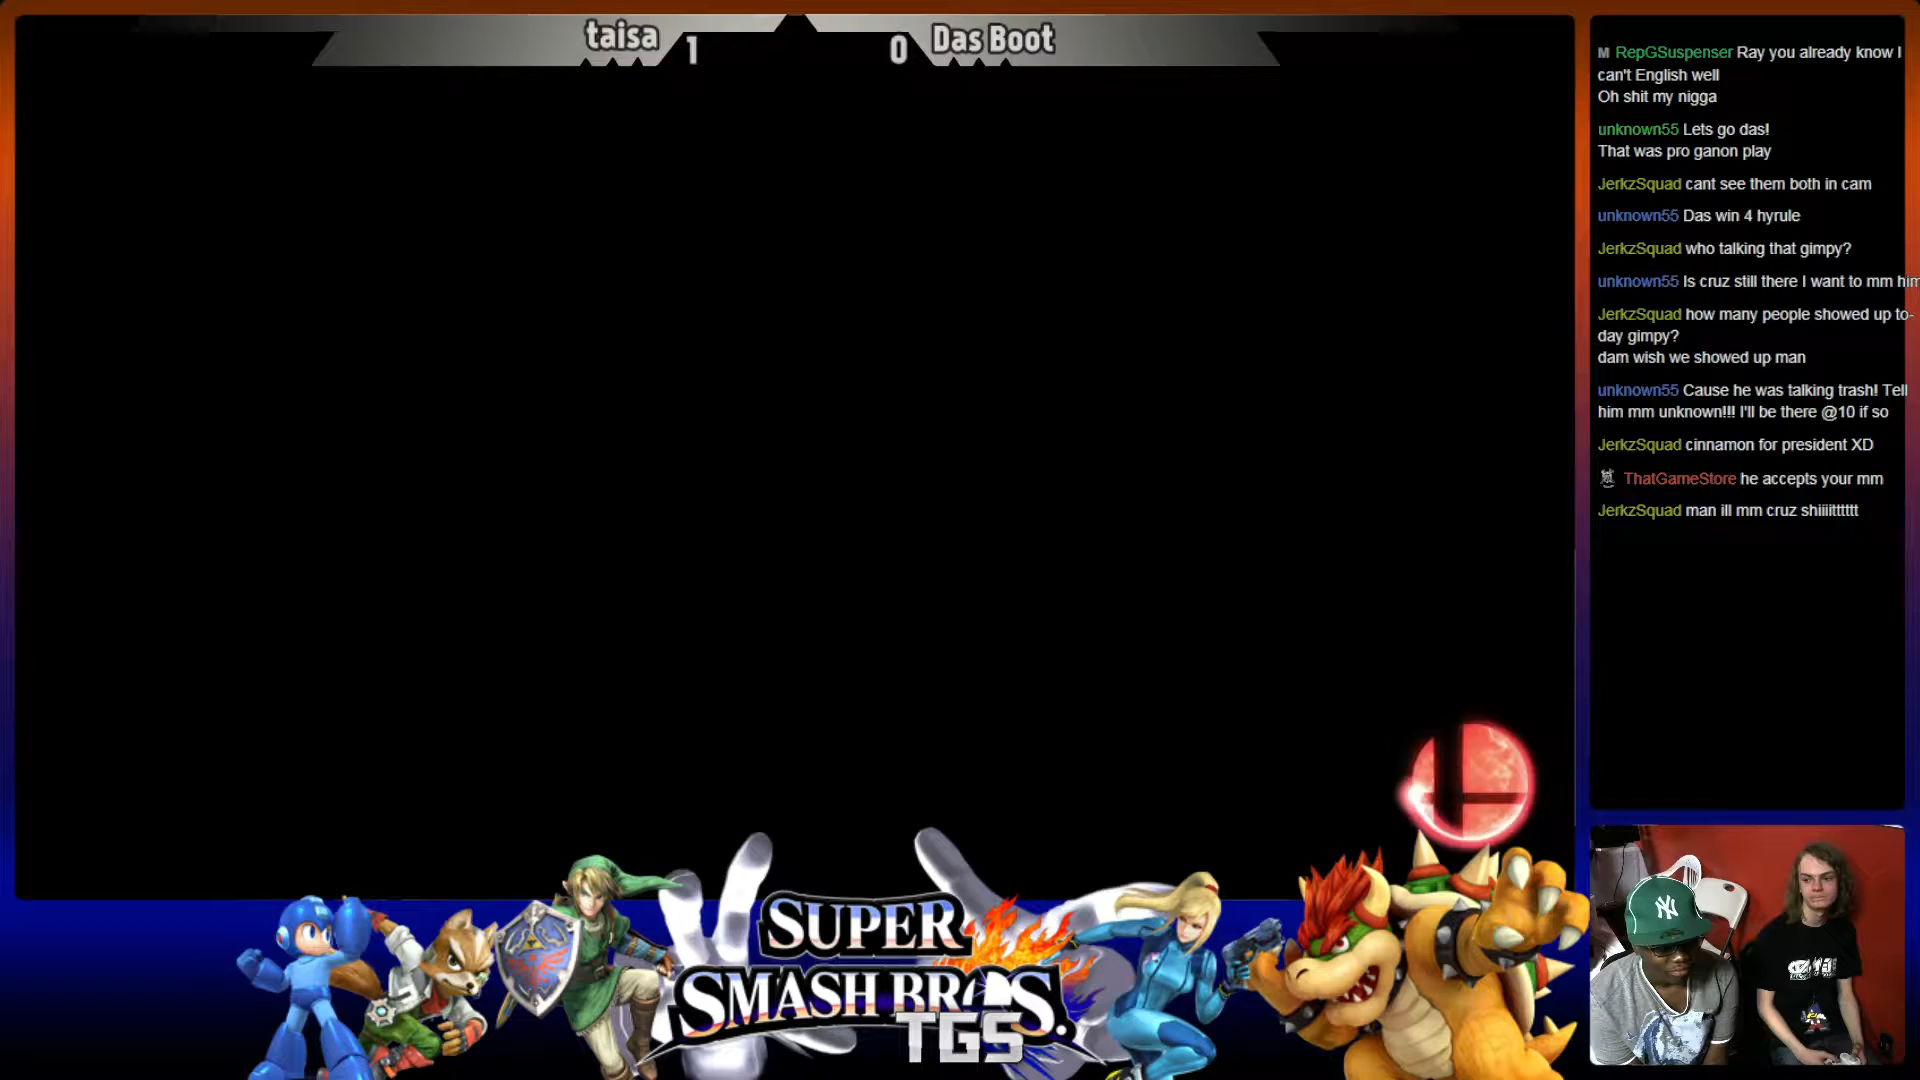 taisa 1 0 Das Boot
M RepGSuspenser Ray you already know I
can't English well
Oh shit my nigga
unknown55 Lets go das!
That was pro ganon play
JerkzSquad cant see them both in cam
unknown55 Das win 4 hyrule
JerkzSquad who talking that gimpy?
unknown55 Is cruz still there I want to mm him
JerkzSquad how many people showed up to-
day gimpy?
dam wish we showed up man
unknown55 Cause he was talking trash! Tell
him mm unknown!!! I'll be there @10 if so
JerkzSquad cinnamon for president XD
ThatGameStore he accepts your mm
JerkzSquad man ill mm cruz shiiiitttttt
SUPER
SMASH BROS.
TGS
NY